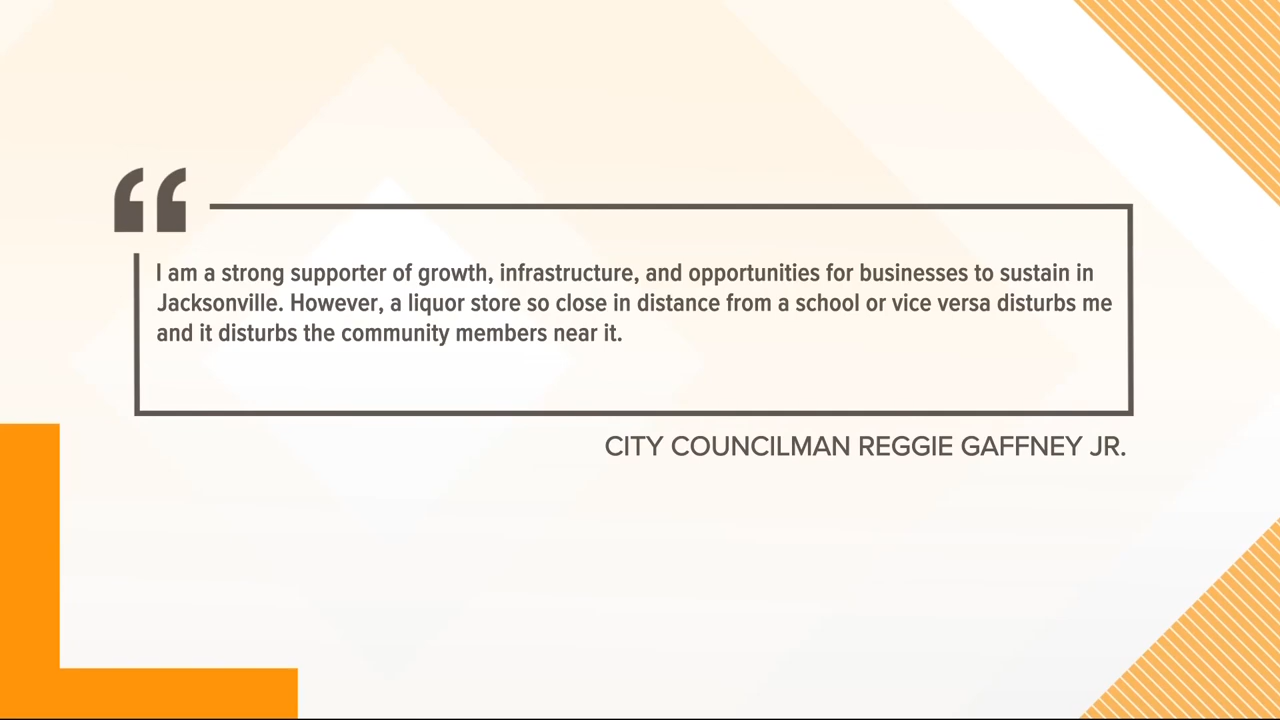 “
I am a strong supporter of growth, infrastructure, and opportunities for businesses to sustain in
Jacksonville. However, a liquor store so close in distance from a school or vice versa disturbs me
and it disturbs the community members near it.
CITY COUNCILMAN REGGIE GAFFNEY JR.